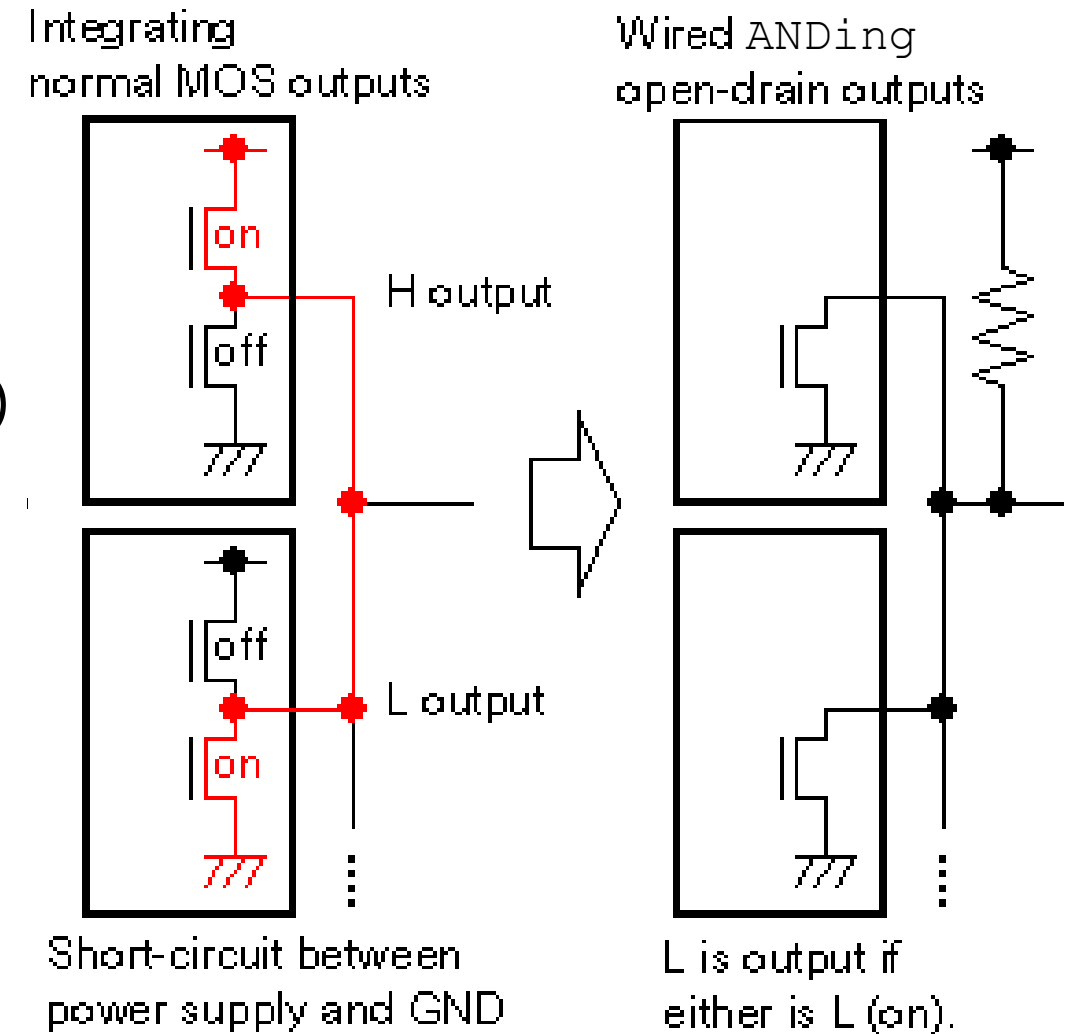 Integrating
normal MOS outputs
on
H output
off
off
L output
on
Short-circuit between
power supply and GND
Wired ANDing
open-drain outputs
L is output if
either is L (on).
)